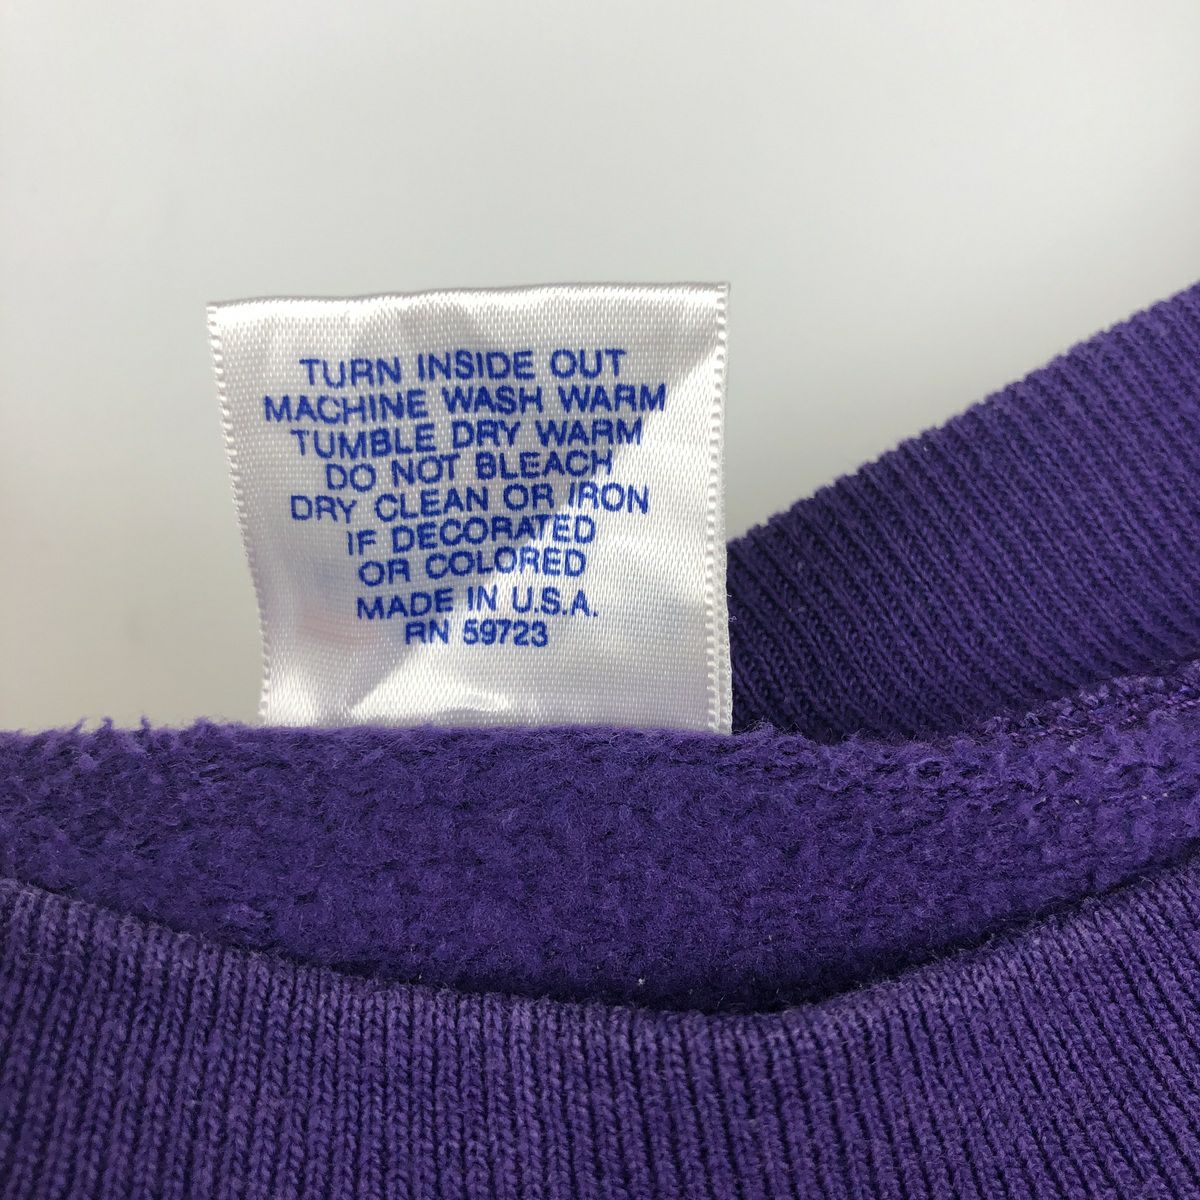 TURN INSIDE OUT
MACHINE WASH WARM
TUMBLE DRY WARM
DO NOT BLEACH
DRY CLEAN OR IRON
IF DECORATED
OR COLORED
MADE IN U.S.A.
RN 59723